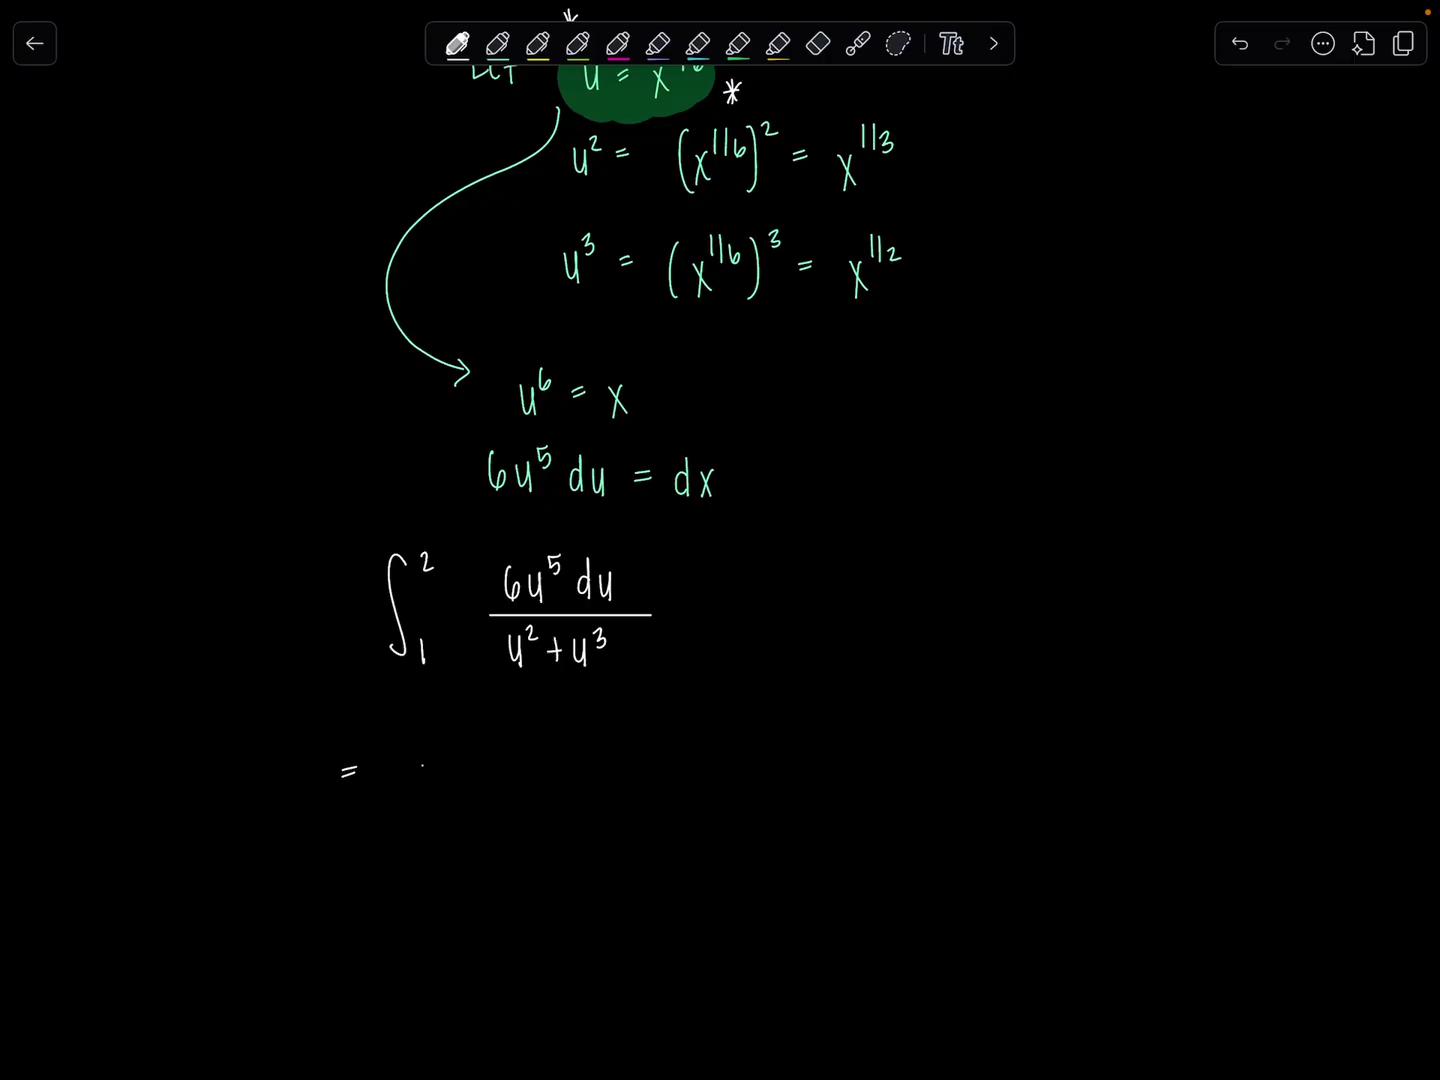 Tt
u = x
*
u² = (x^1/6)² = x^1/3
u³ = (x^1/6)³ = x^1/2
u⁶ = x
6u⁵ du = dx
∫₁² 6u⁵ du / u² + u³
=